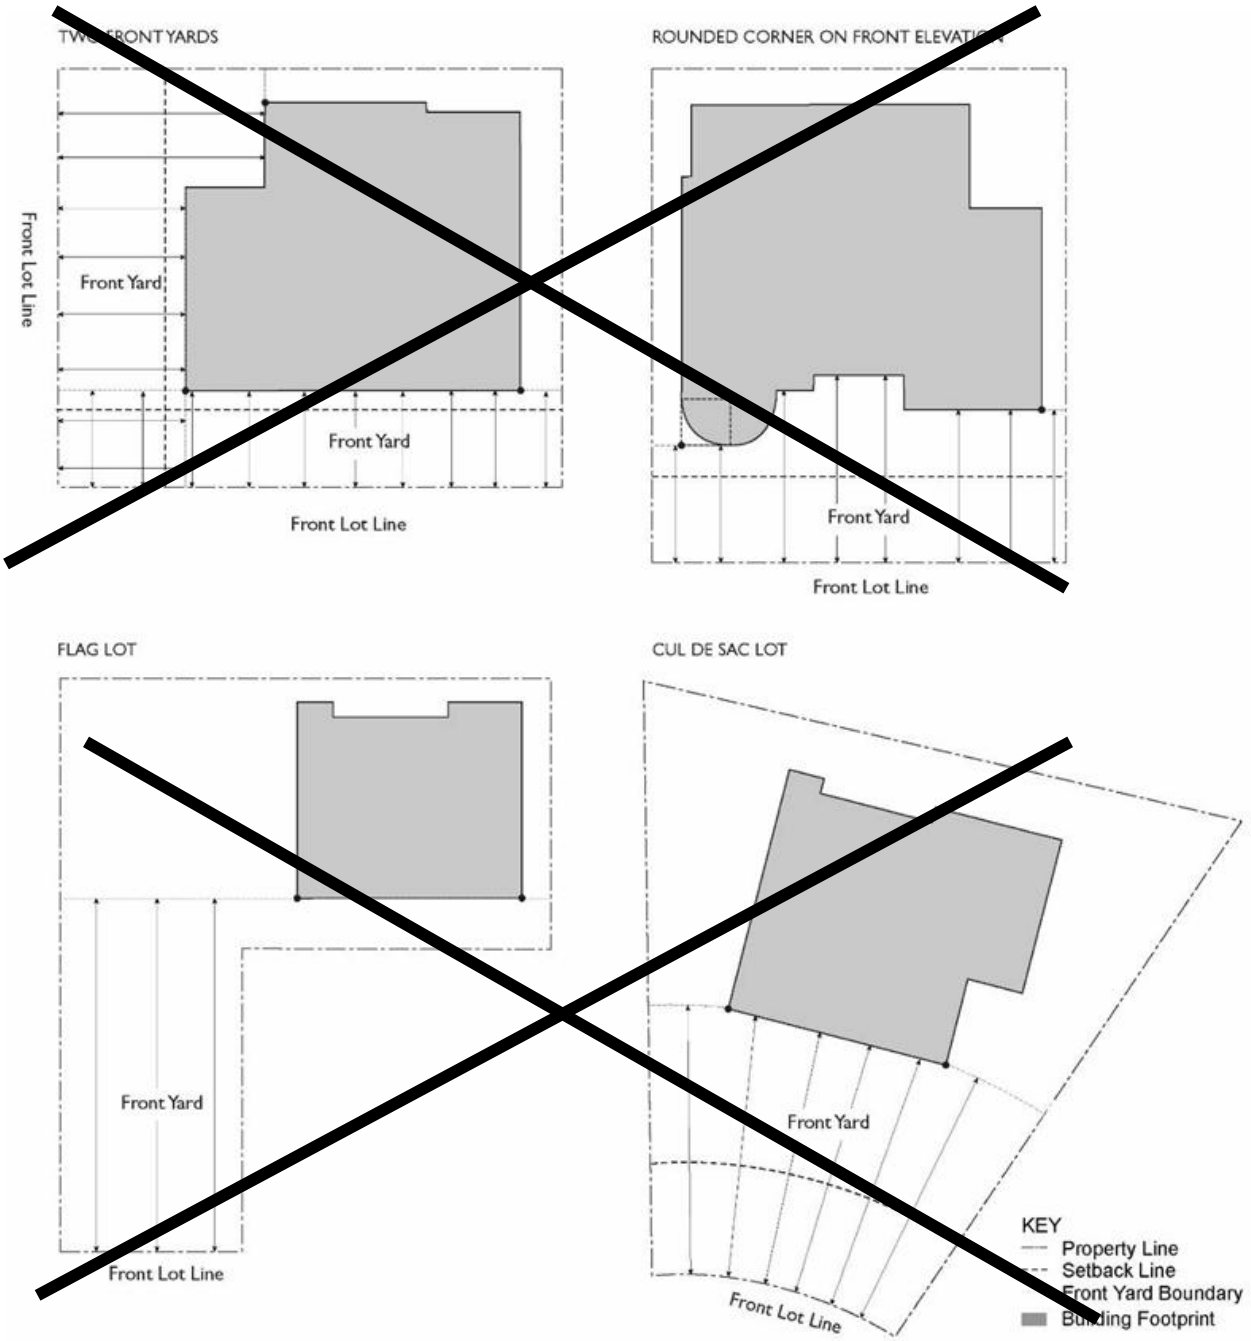 TWO FRONT YARDS
ROUNDED CORNER ON FRONT ELEVATION
Front Lot Line
Front Yard
Front Yard
Front Lot Line
Front Yard
Front Lot Line
FLAG LOT
CUL DE SAC LOT
Front Yard
Front Lot Line
Front Yard
Front Lot Line
KEY
Property Line
Setback Line
Front Yard Boundary
Building Footprint